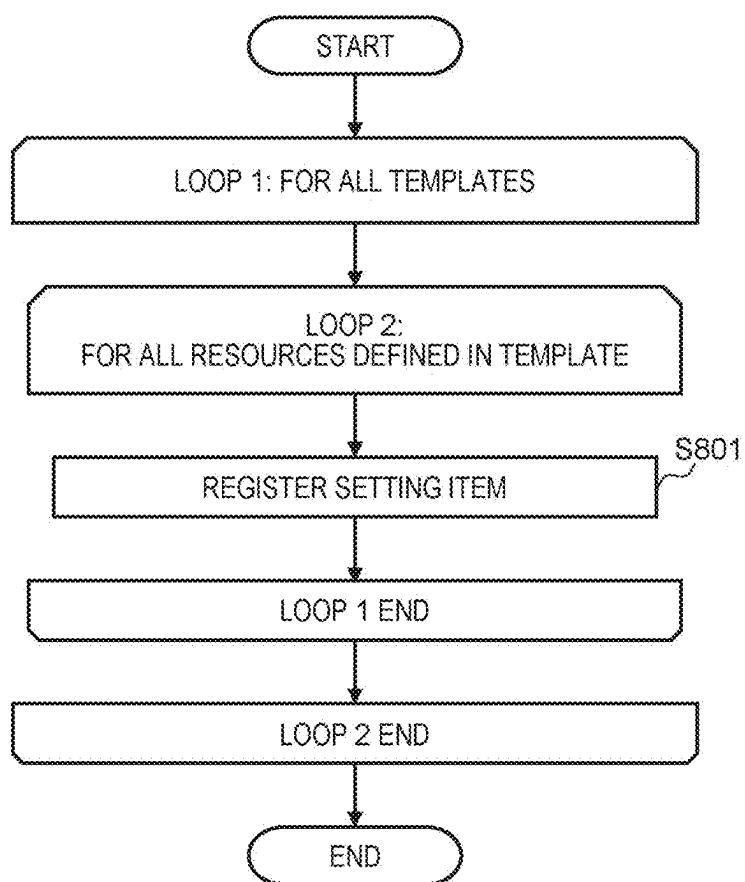 START
LOOP 1: FOR ALL TEMPLATES
LOOP 2:
FOR ALL RESOURCES DEFINED IN TEMPLATE
S801
REGISTER SETTING ITEM
LOOP 1 END
LOOP 2 END
END